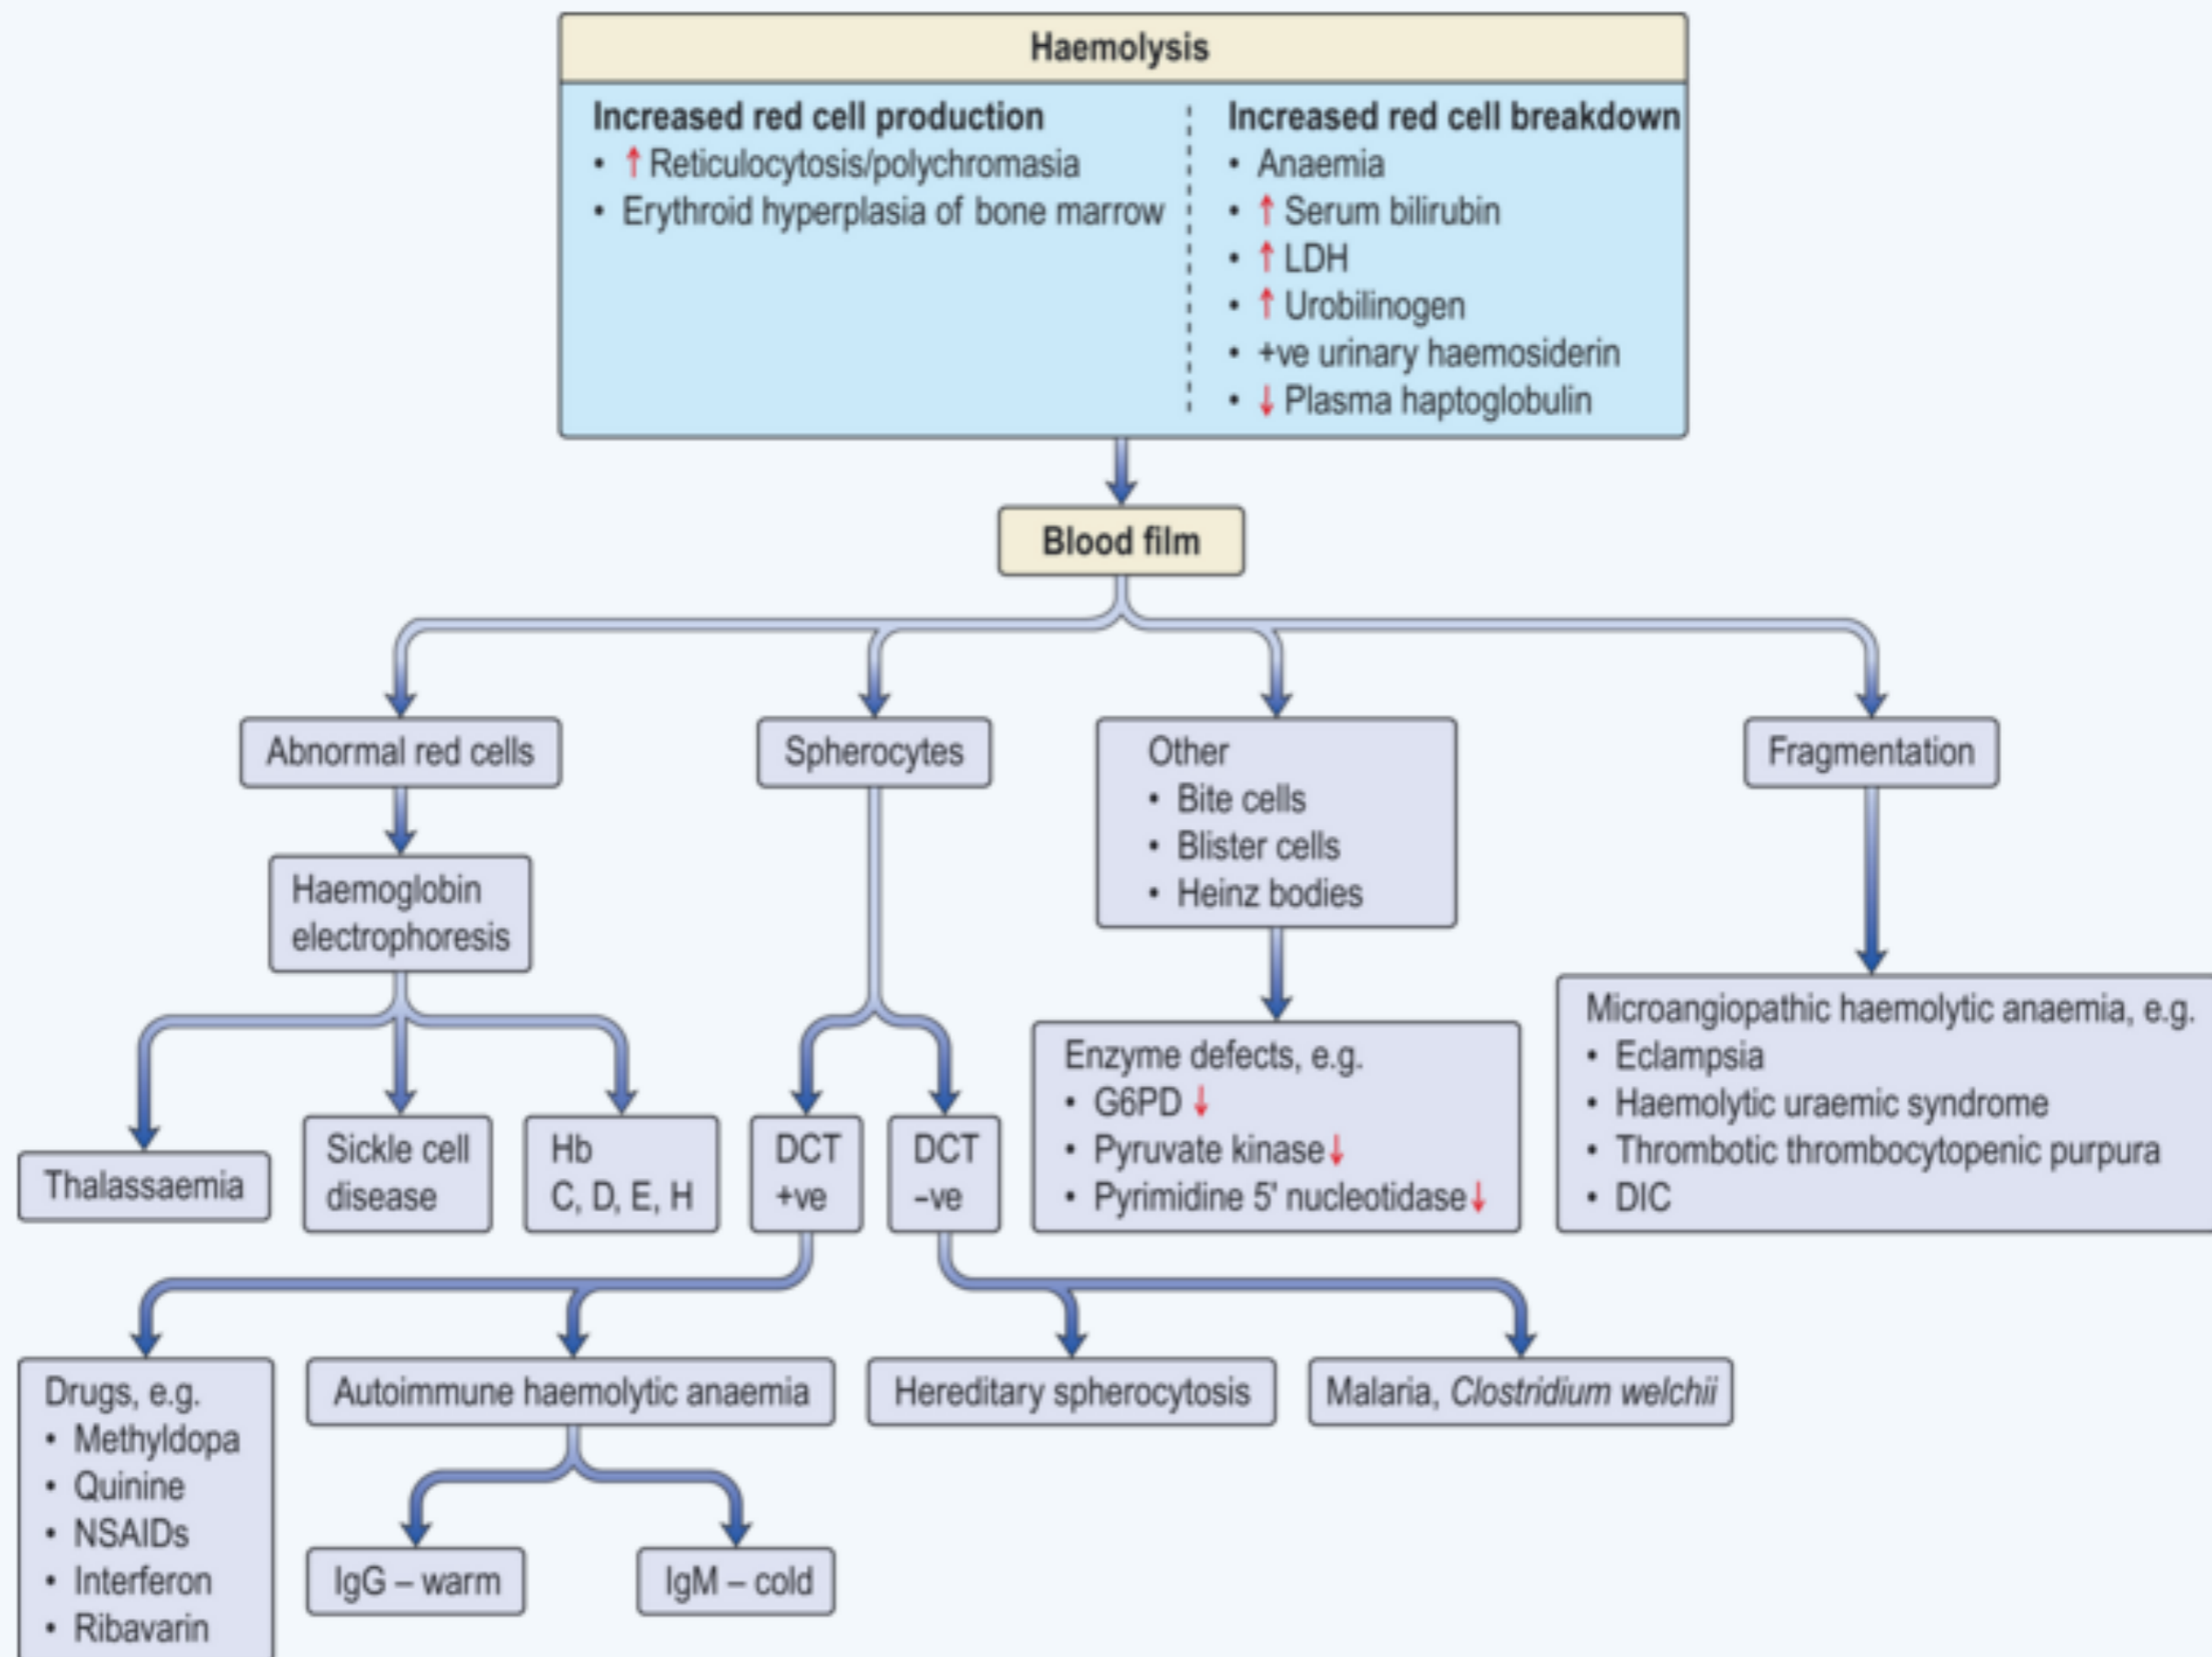 Haemolysis
Increased red cell production
• ↑ Reticulocytosis/polychromasia
• Erythroid hyperplasia of bone marrow
Increased red cell breakdown
• Anaemia
• ↑ Serum bilirubin
• ↑ LDH
• ↑ Urobilinogen
• +ve urinary haemosiderin
• ↓ Plasma haptoglobulin
Blood film
Abnormal red cells
Spherocytes
Other
• Bite cells
• Blister cells
• Heinz bodies
Fragmentation
Haemoglobin
electrophoresis
Thalassaemia
Sickle cell
disease
Hb
C, D, E, H
DCT
+ve
DCT
–ve
Enzyme defects, e.g.
• G6PD ↓
• Pyruvate kinase↓
• Pyrimidine 5' nucleotidase↓
Microangiopathic haemolytic anaemia, e.g.
• Eclampsia
• Haemolytic uraemic syndrome
• Thrombotic thrombocytopenic purpura
• DIC
Drugs, e.g.
• Methyldopa
• Quinine
• NSAIDs
• Interferon
• Ribavarin
Autoimmune haemolytic anaemia
Hereditary spherocytosis
Malaria, Clostridium welchii
IgG – warm
IgM – cold